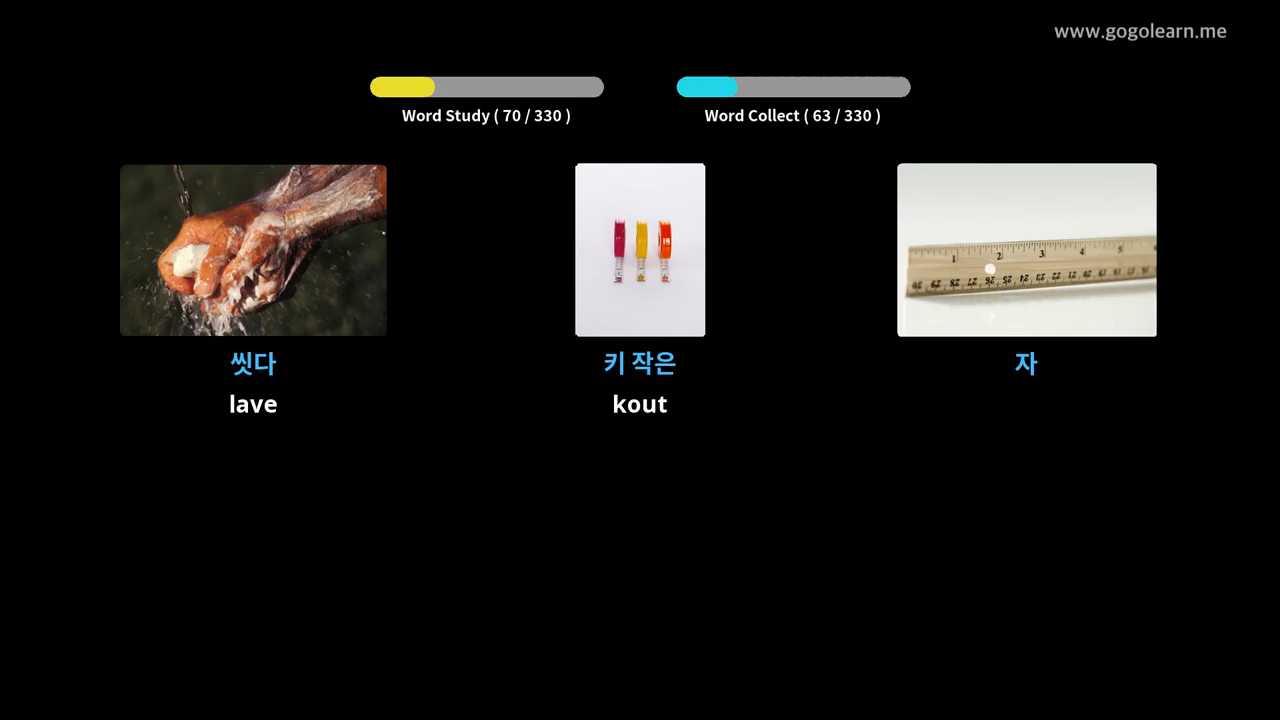 www.gogolearn.me
Word Study ( 70 / 330 )
Word Collect ( 63 / 330 )
씻다
키 작은
자
lave
kout